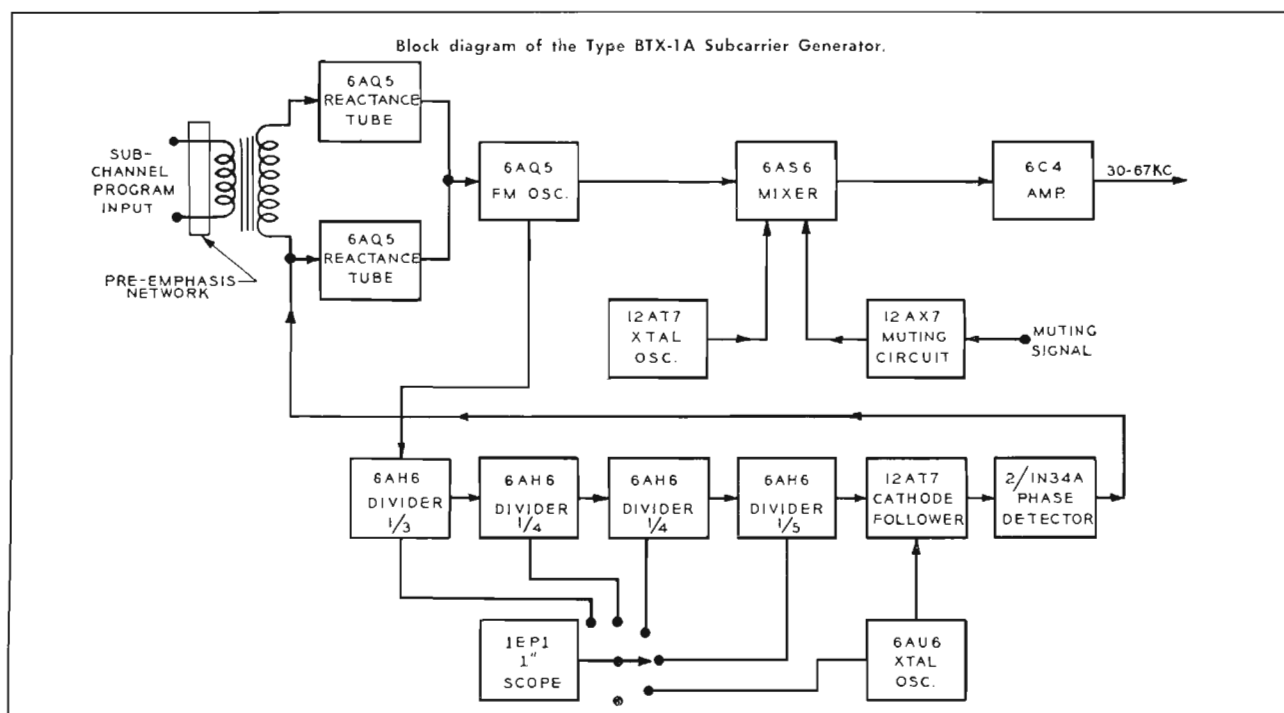 Block diagram of the Type BTX-1A Subcarrier Generator.
SUB-
CHANNEL
PROGRAM
INPUT
PRE-EMPHASIS
NETWORK
6AQ5
REACTANCE
TUBE
6AQ5
REACTANCE
TUBE
6AQ5
FM OSC.
6AS6
MIXER
6C4
AMP.
30-67KC
12AT7
XTAL
OSC.
12AX7
MUTING
CIRCUIT
MUTING
SIGNAL
6AH6
DIVIDER
1/3
6AH6
DIVIDER
1/4
6AH6
DIVIDER
1/4
6AH6
DIVIDER
1/5
12AT7
CATHODE
FOLLOWER
2/1N34A
PHASE
DETECTOR
1EP1
1"
SCOPE
6AU6
XTAL
OSC.